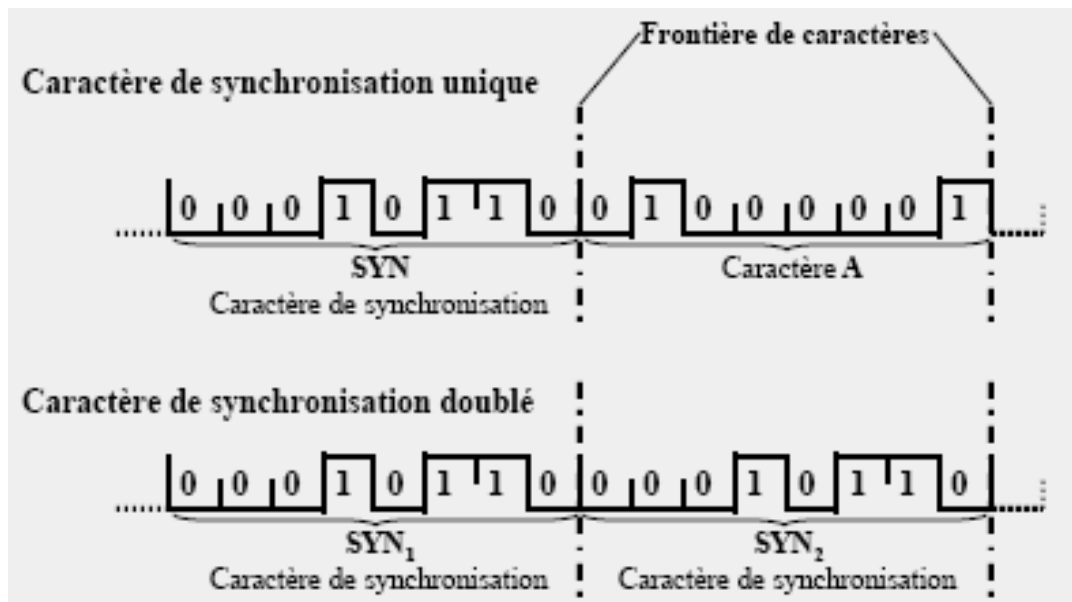 Frontière de caractères
Caractère de synchronisation unique
0 0 0 1 0 1 1 0 0 1 0 0 0 0 0 1
SYN Caractère A
Caractère de synchronisation
Caractère de synchronisation doublé
0 0 0 1 0 1 1 0 0 0 0 1 0 1 1 0
SYN₁ SYN₂
Caractère de synchronisation Caractère de synchronisation